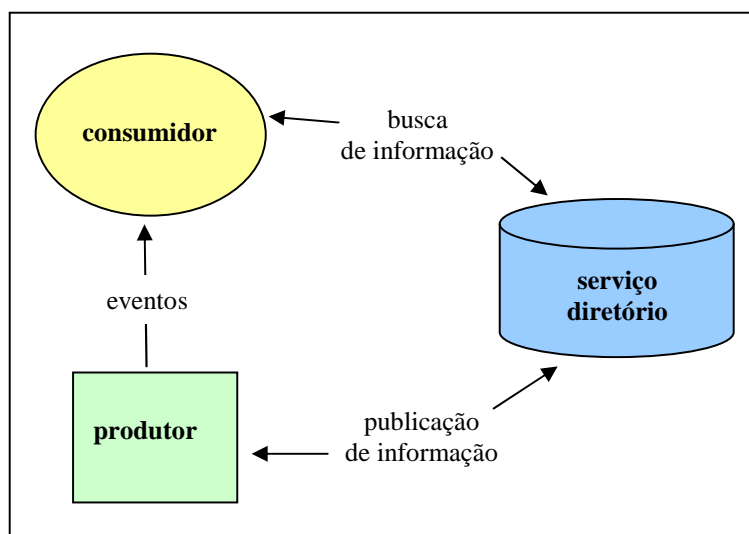 consumidor
busca
de informação
serviço
diretório
eventos
produtor
publicação
de informação